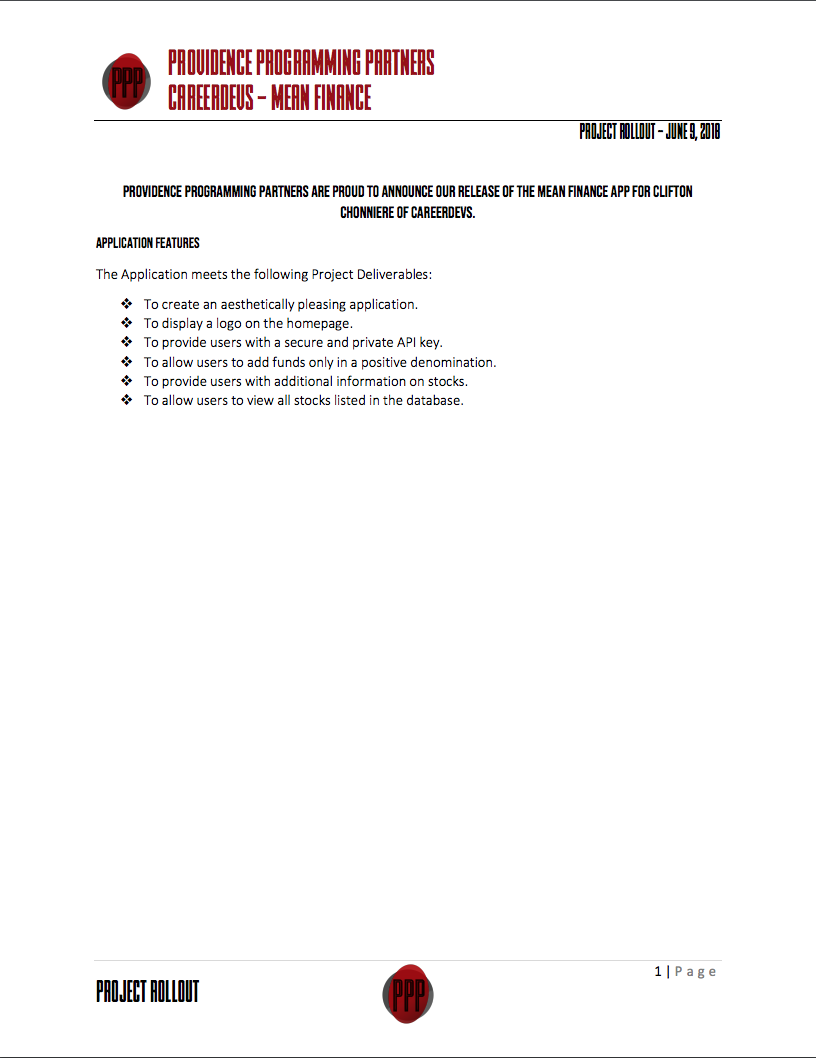 PPP
PROVIDENCE PROGRAMMING PARTNERS
CAREERDEVS – MEAN FINANCE
PROJECT ROLLOUT – JUNE 9, 2018
PROVIDENCE PROGRAMMING PARTNERS ARE PROUD TO ANNOUNCE OUR RELEASE OF THE MEAN FINANCE APP FOR CLIFTON
CHONNIERE OF CAREERDEVS.
APPLICATION FEATURES
The Application meets the following Project Deliverables:
❖ To create an aesthetically pleasing application.
❖ To display a logo on the homepage.
❖ To provide users with a secure and private API key.
❖ To allow users to add funds only in a positive denomination.
❖ To provide users with additional information on stocks.
❖ To allow users to view all stocks listed in the database.
1 | Page
PROJECT ROLLOUT
PPP